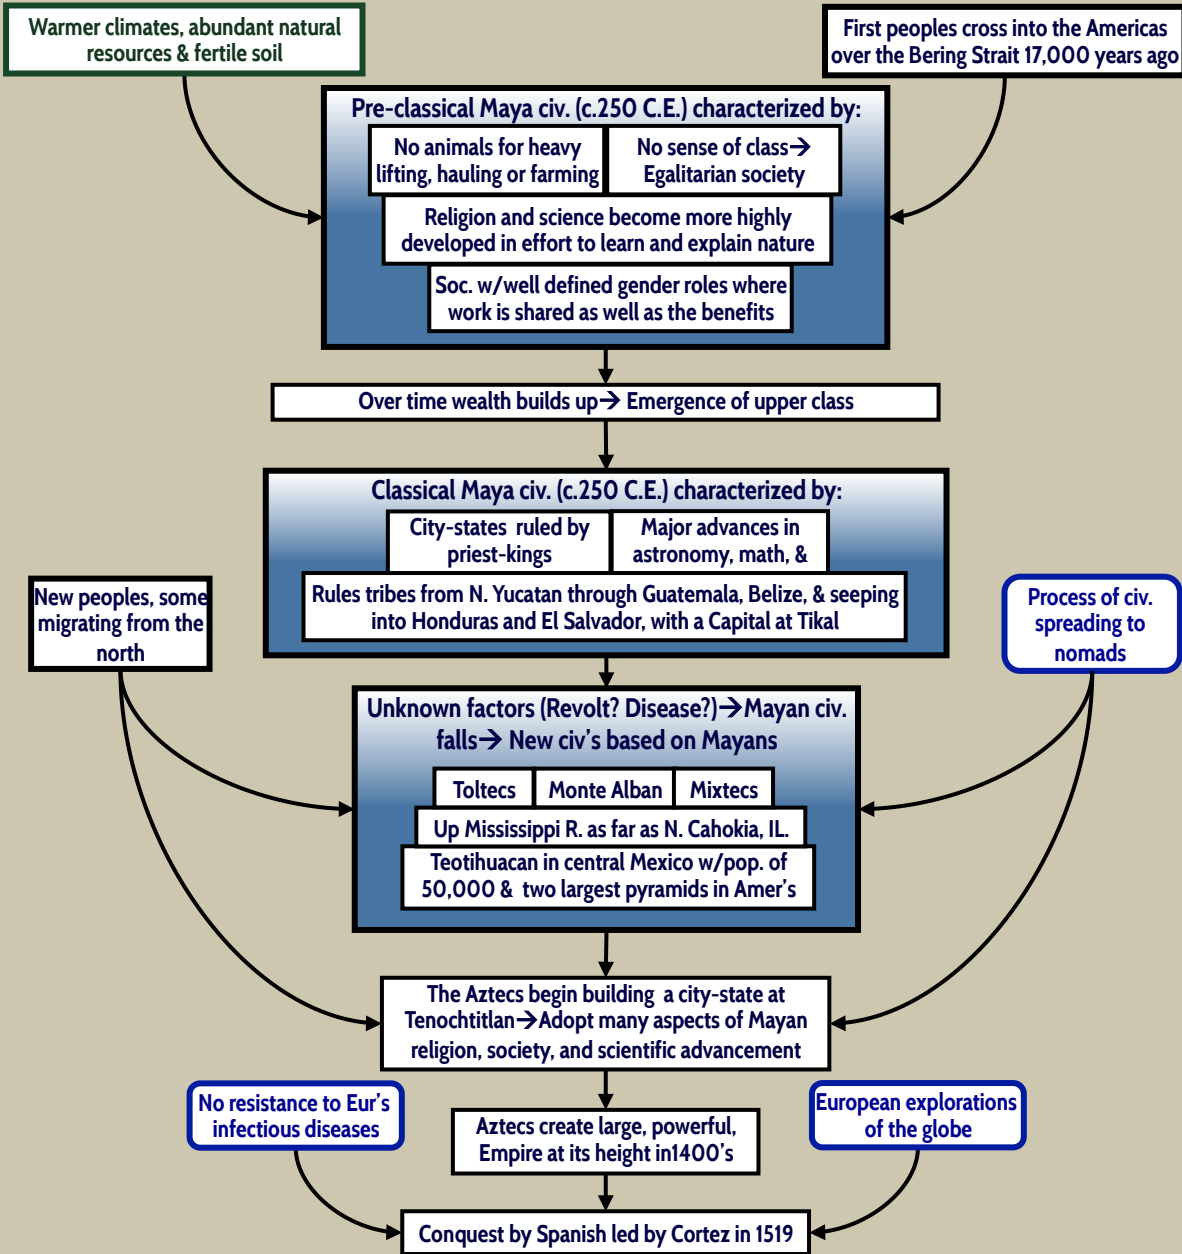 Warmer climates, abundant natural
resources & fertile soil
First peoples cross into the Americas
over the Bering Strait 17,000 years ago
Pre-classical Maya civ. (c.250 C.E.) characterized by:
No animals for heavy
lifting, hauling or farming
No sense of class→
Egalitarian society
Religion and science become more highly
developed in effort to learn and explain nature
Soc. w/well defined gender roles where
work is shared as well as the benefits
Over time wealth builds up→ Emergence of upper class
Classical Maya civ. (c.250 C.E.) characterized by:
City-states ruled by
priest-kings
Major advances in
astronomy, math, &
Rules tribes from N. Yucatan through Guatemala, Belize, & seeping
into Honduras and El Salvador, with a Capital at Tikal
New peoples, some
migrating from the
north
Process of civ.
spreading to
nomads
Unknown factors (Revolt? Disease?)→Mayan civ.
falls→ New civ's based on Mayans
Toltecs
Monte Alban
Mixtecs
Up Mississippi R. as far as N. Cahokia, IL.
Teotihuacan in central Mexico w/pop. of
50,000 & two largest pyramids in Amer's
The Aztecs begin building a city-state at
Tenochtitlan→Adopt many aspects of Mayan
religion, society, and scientific advancement
No resistance to Eur's
infectious diseases
European explorations
of the globe
Aztecs create large, powerful,
Empire at its height in1400's
Conquest by Spanish led by Cortez in 1519